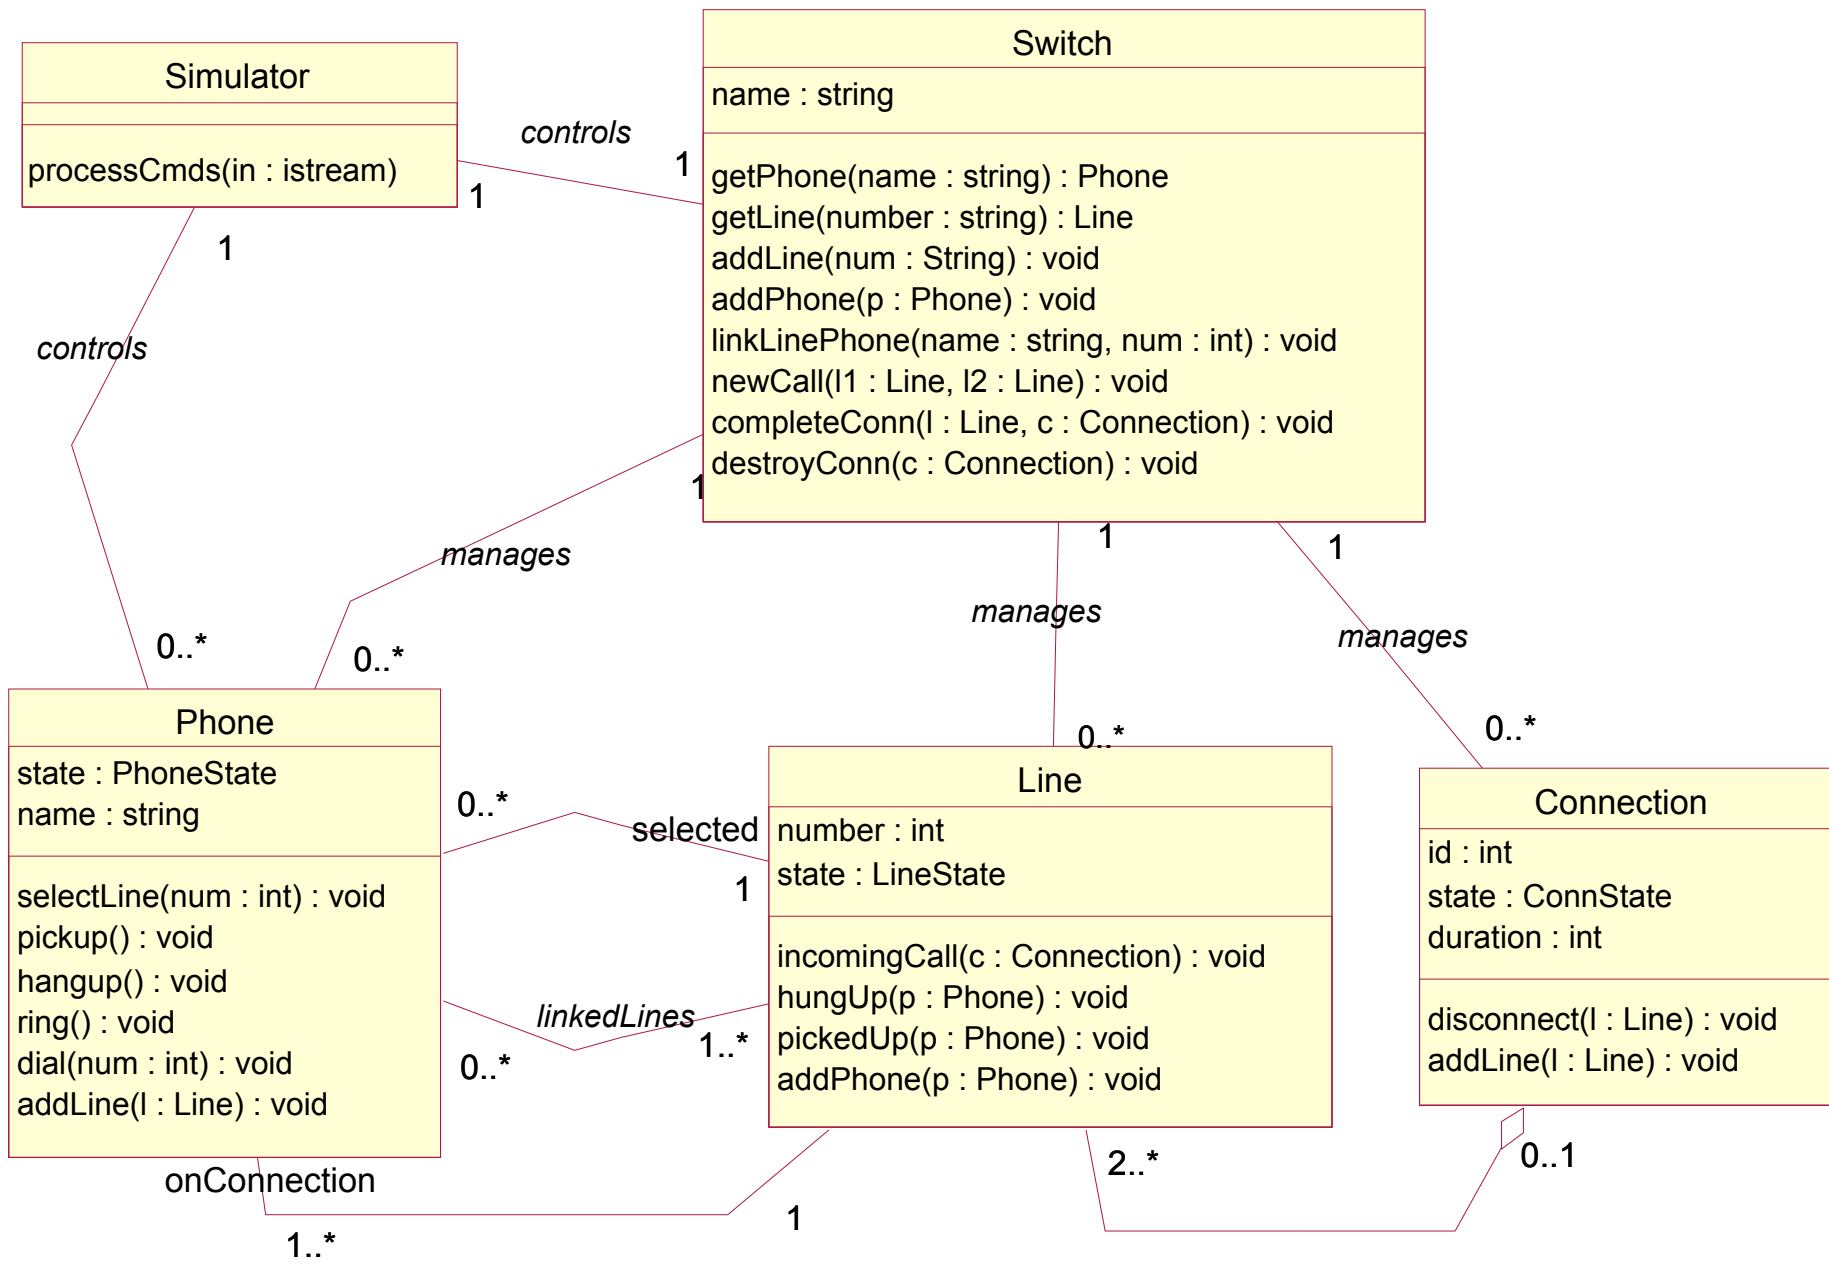 Simulator
processCmds(in : istream)
controls
1
1
1
controls
0..*
Switch
name : string
getPhone(name : string) : Phone
getLine(number : string) : Line
addLine(num : String) : void
addPhone(p : Phone) : void
linkLinePhone(name : string, num : int) : void
newCall(l1 : Line, l2 : Line) : void
completeConn(l : Line, c : Connection) : void
destroyConn(c : Connection) : void
1
manages
0..*
1
manages
0..*
1
manages
0..*
Phone
state : PhoneState
name : string
selectLine(num : int) : void
pickup() : void
hangup() : void
ring() : void
dial(num : int) : void
addLine(l : Line) : void
0..*
selected
1
linkedLines
0..*
1..*
onConnection
1..*
1
Line
number : int
state : LineState
incomingCall(c : Connection) : void
hungUp(p : Phone) : void
pickedUp(p : Phone) : void
addPhone(p : Phone) : void
2..*
0..1
Connection
id : int
state : ConnState
duration : int
disconnect(l : Line) : void
addLine(l : Line) : void